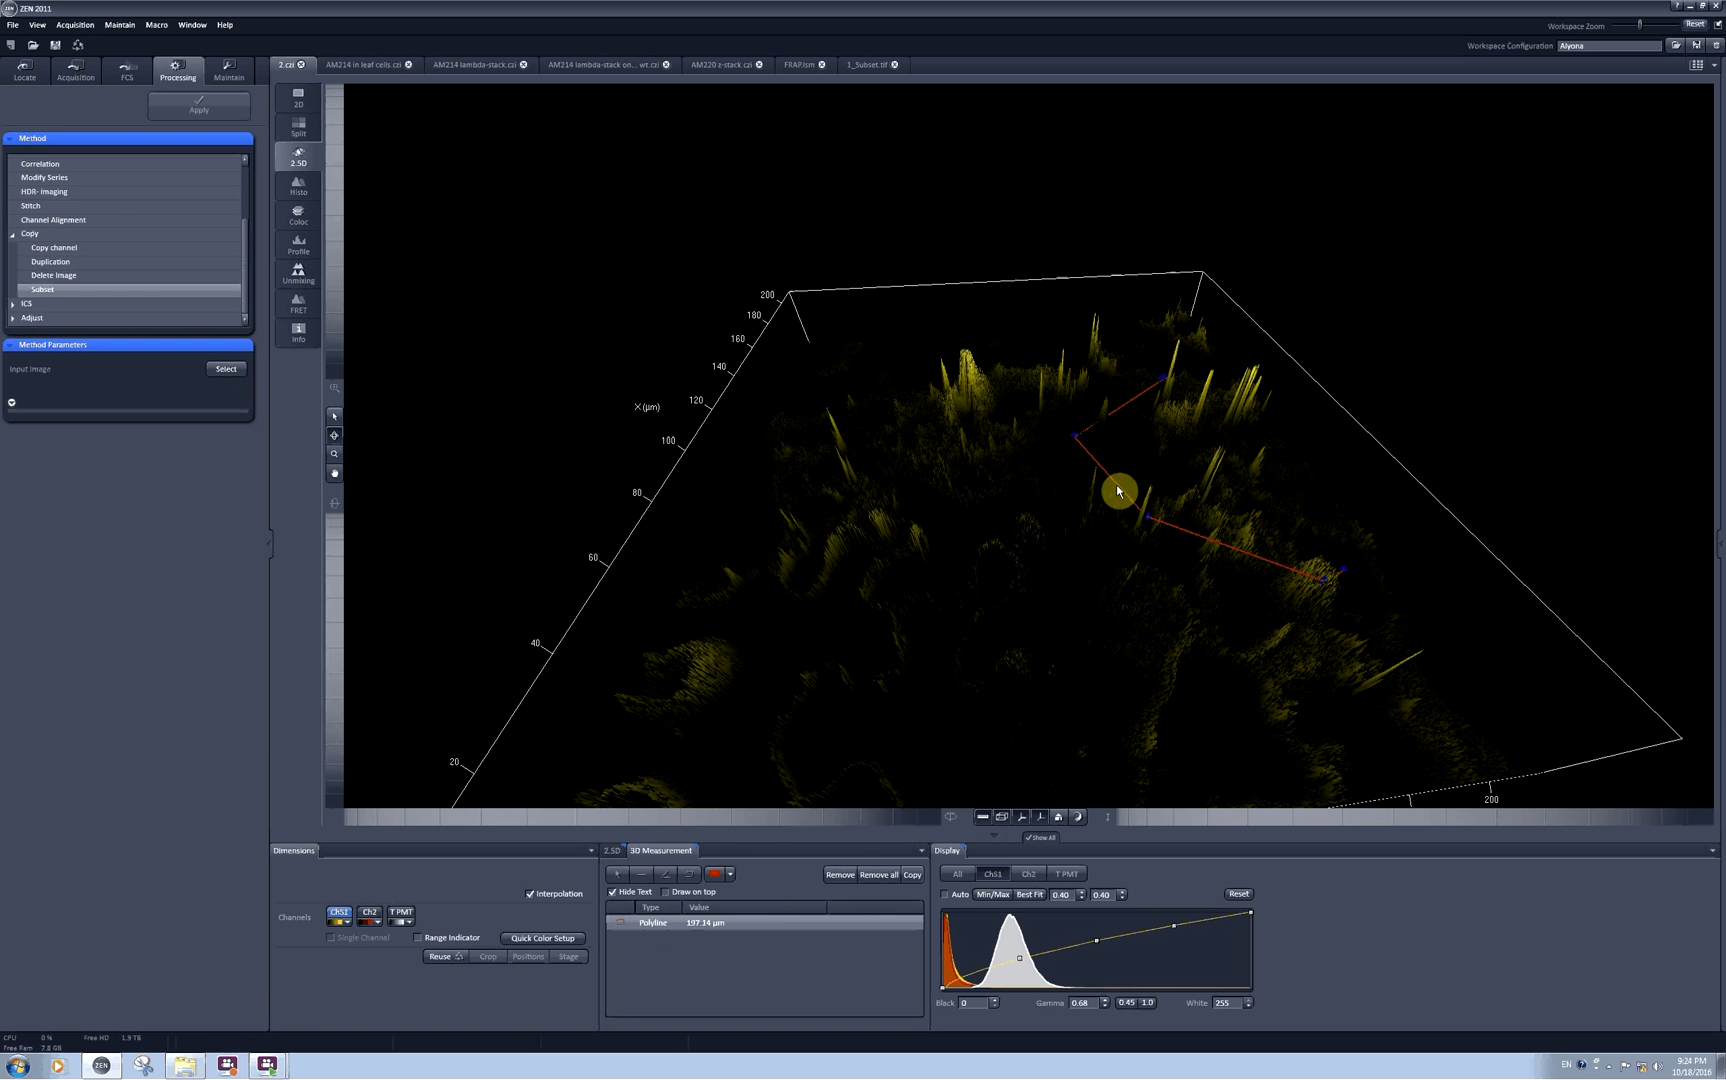 ZEN 2011
File View Acquisition Maintain Macro Window Help
Workspace Zoom Reset
Workspace Configuration Alyona
Locate Acquisition FCS Processing Maintain
2.czi AM214 in leaf cells.czi AM214 lambda-stack.czi AM214 lambda-stack on... wt.czi AM220 z-stack.czi FRAP.lsm 1_Subset.tif
Apply
Method
Correlation
Modify Series
HDR- imaging
Stitch
Channel Alignment
Copy
Copy channel
Duplication
Delete Image
Subset
ICS
Adjust
Method Parameters
Input Image Select
2D
Split
2.5D
Histo
Coloc
Profile
Unmixing
FRET
Info
200
180
160
140
120
X(µm)
100
80
60
40
20
200
Show All
Dimensions
Interpolation
Channels ChS1 Ch2 T PMT
Single Channel Range Indicator Quick Color Setup
Reuse Crop Positions Stage
2.5D 3D Measurement
Remove Remove all Copy
Hide Text Draw on top
Type Value
Polyline 197.14 µm
Display
All ChS1 Ch2 T PMT
Auto Min/Max Best Fit 0.40 0.40 Reset
Black 0 Gamma 0.68 0.45 1.0 White 255
CPU 0 % Free HD 1.9 TB
Free Ram 7.8 GB
ZEN
EN
9:24 PM
10/18/2016